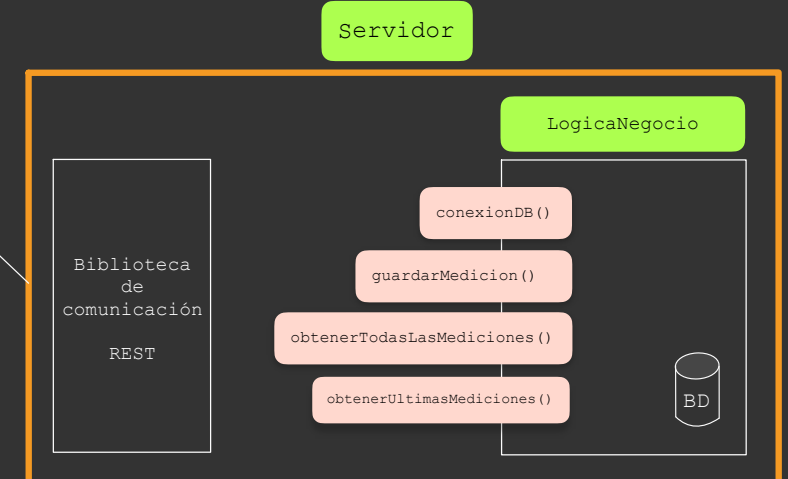 Servidor
LogicaNegocio
conexionDB()
guardarMedicion()
obtenerTodasLasMediciones()
obtenerUltimasMediciones()
Biblioteca
de
comunicación
REST
BD